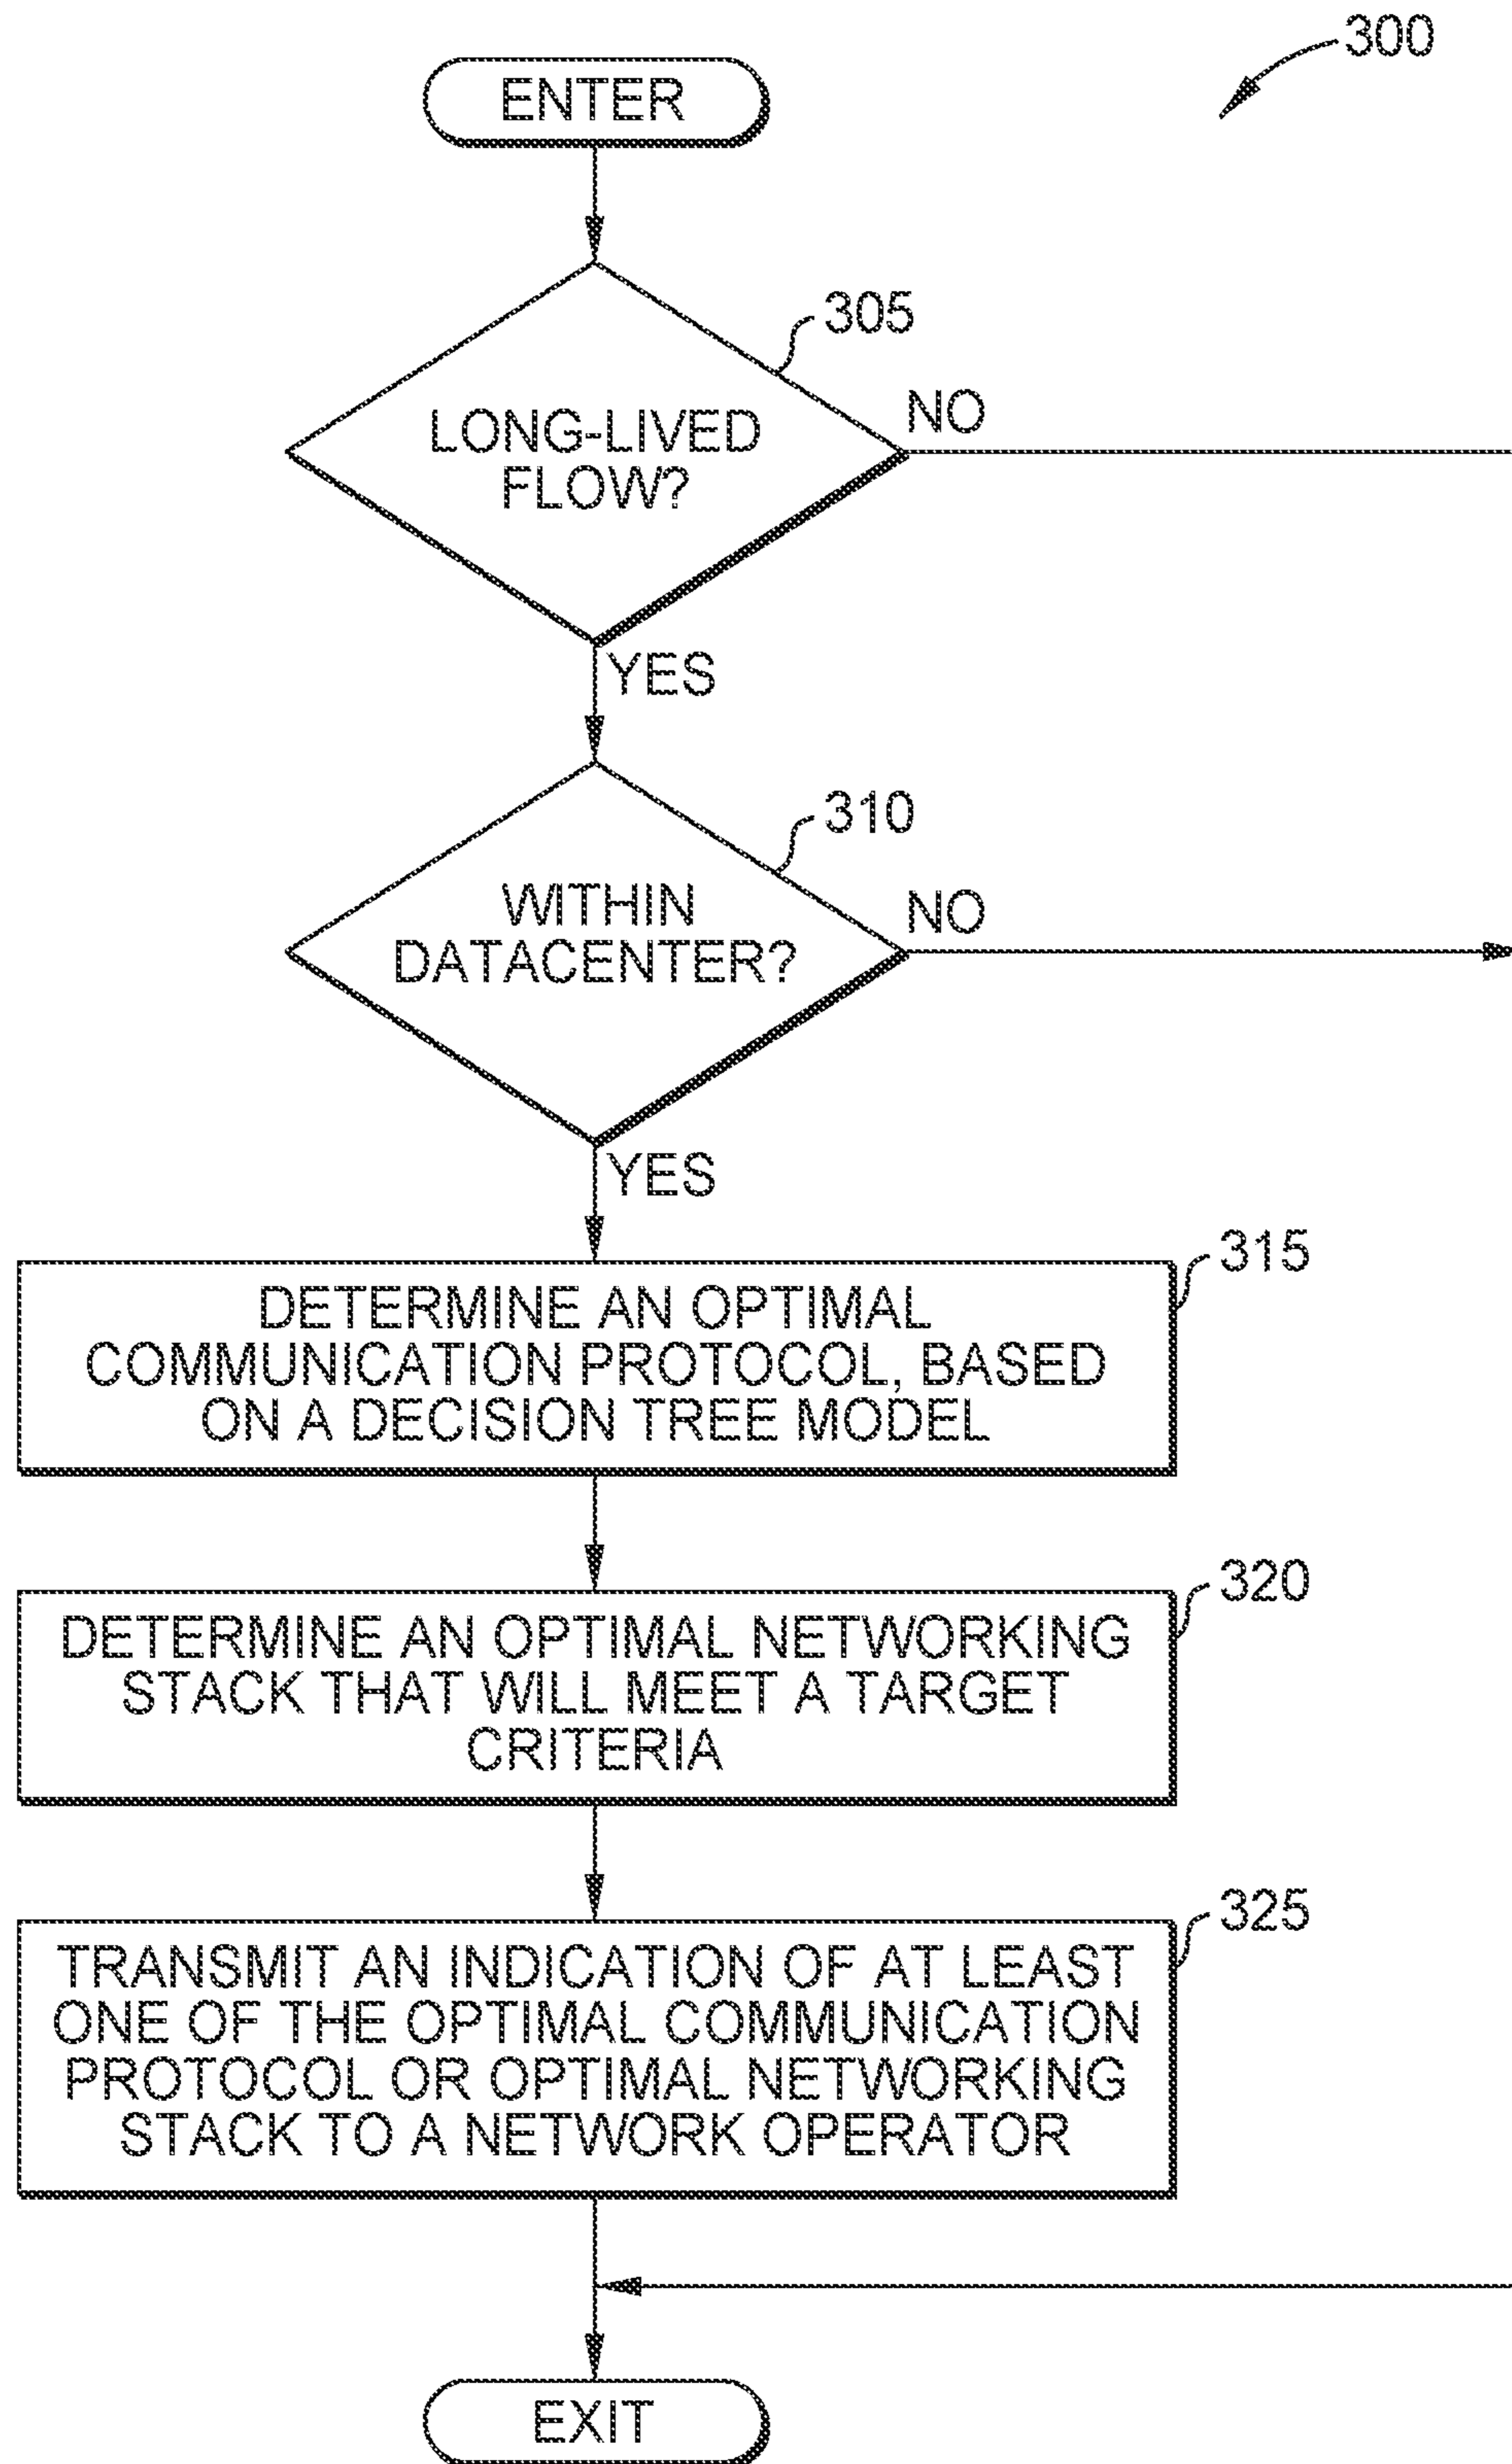 300
ENTER
305
LONG-LIVED
FLOW?
NO
YES
310
WITHIN
DATACENTER?
NO
YES
315
DETERMINE AN OPTIMAL
COMMUNICATION PROTOCOL, BASED
ON A DECISION TREE MODEL
320
DETERMINE AN OPTIMAL NETWORKING
STACK THAT WILL MEET A TARGET
CRITERIA
325
TRANSMIT AN INDICATION OF AT LEAST
ONE OF THE OPTIMAL COMMUNICATION
PROTOCOL OR OPTIMAL NETWORKING
STACK TO A NETWORK OPERATOR
EXIT